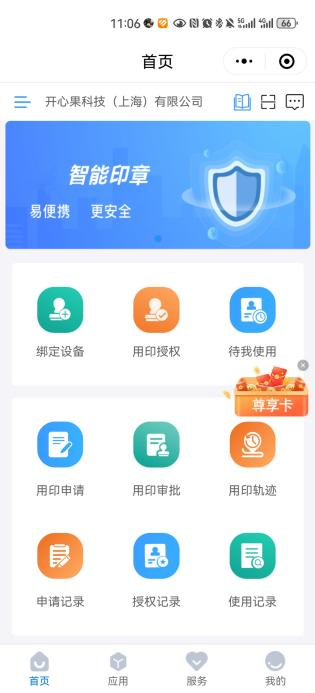 11:06
5G 4G 66
首页
开心果科技（上海）有限公司
智能印章
易便携 更安全
绑定设备 用印授权 待我使用
尊享卡
用印申请 用印审批 用印轨迹
申请记录 授权记录 使用记录
首页 应用 服务 我的